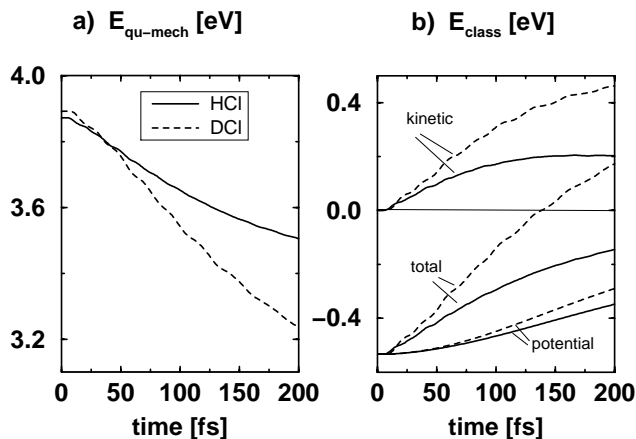 a) E_qu-mech [eV]
b) E_class [eV]
4.0
3.6
3.2
0 50 100 150 200
time [fs]
HCl
DCl
0.4
0.0
−0.4
0 50 100 150 200
time [fs]
kinetic
total
potential